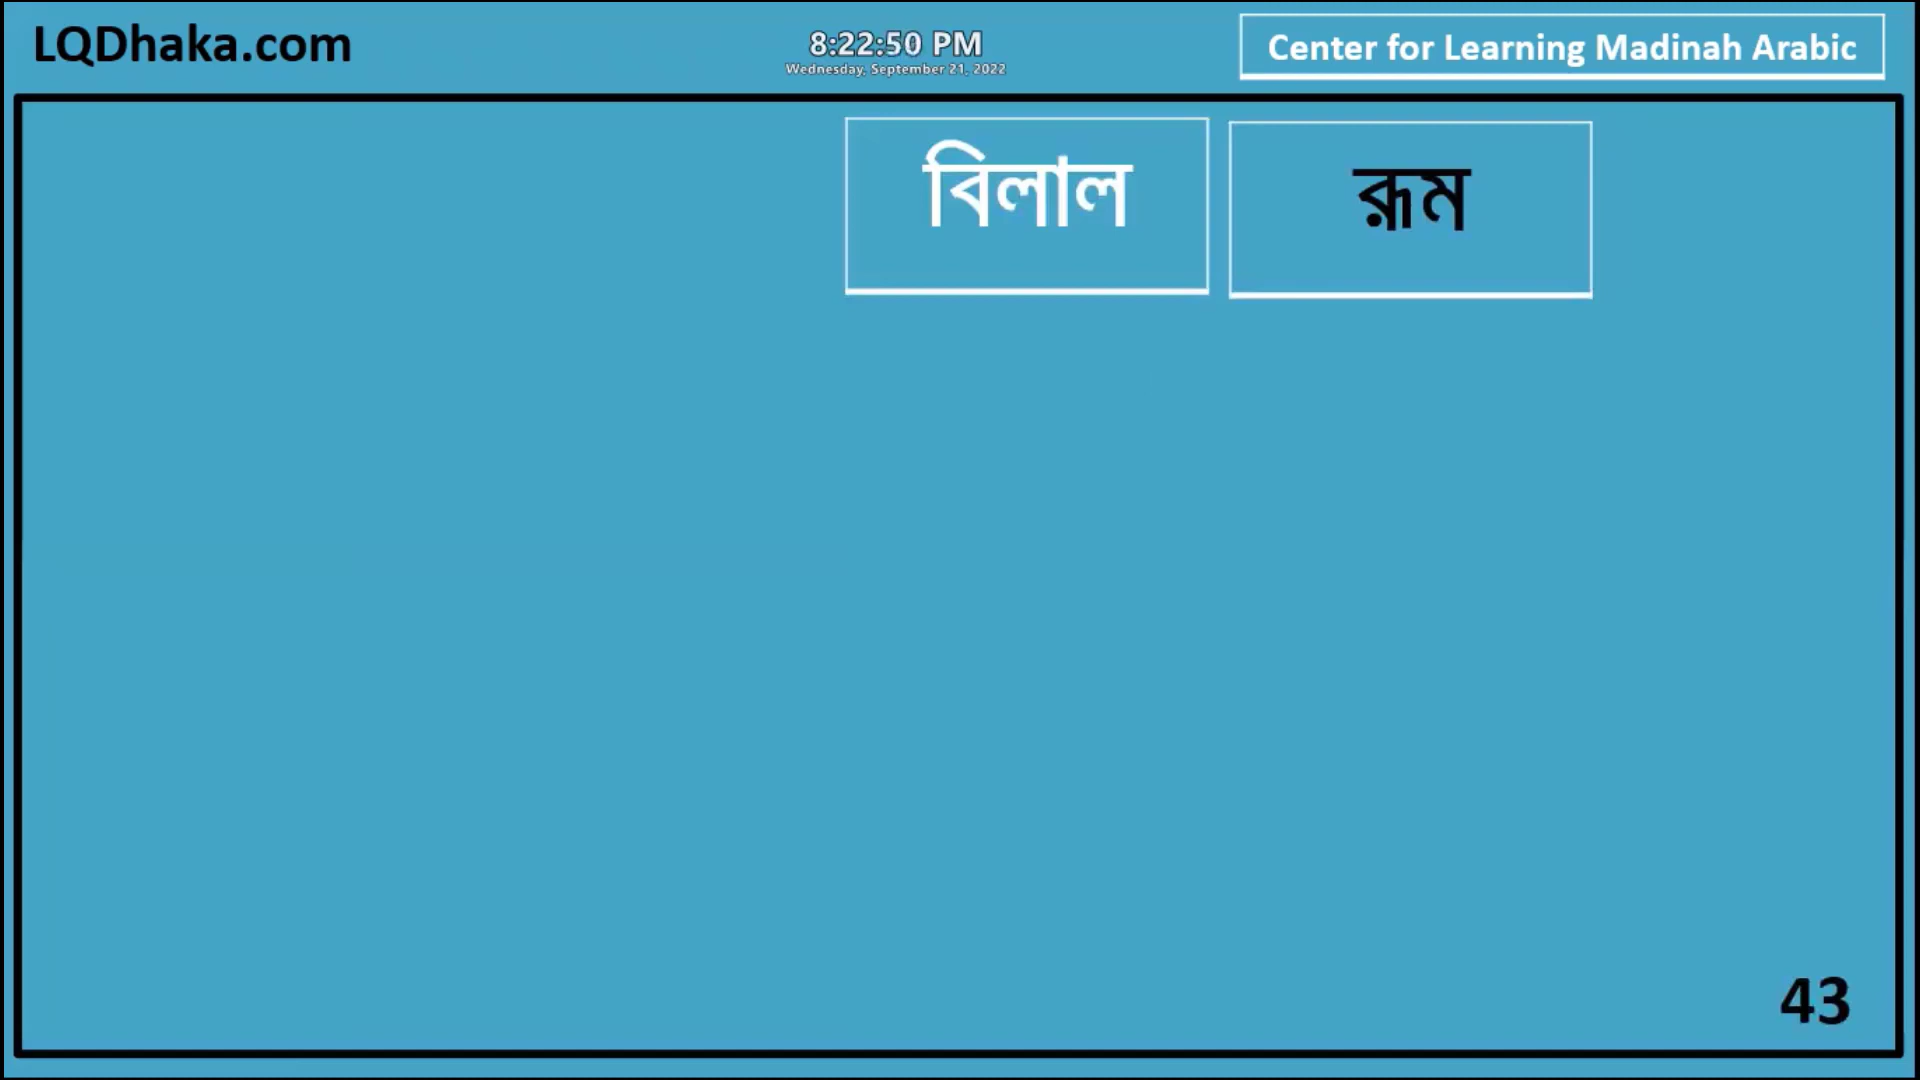 LQDhaka.com
8:22:50 PM
Wednesday, September 21, 2022
Center for Learning Madinah Arabic
বিলাল
রূম
43